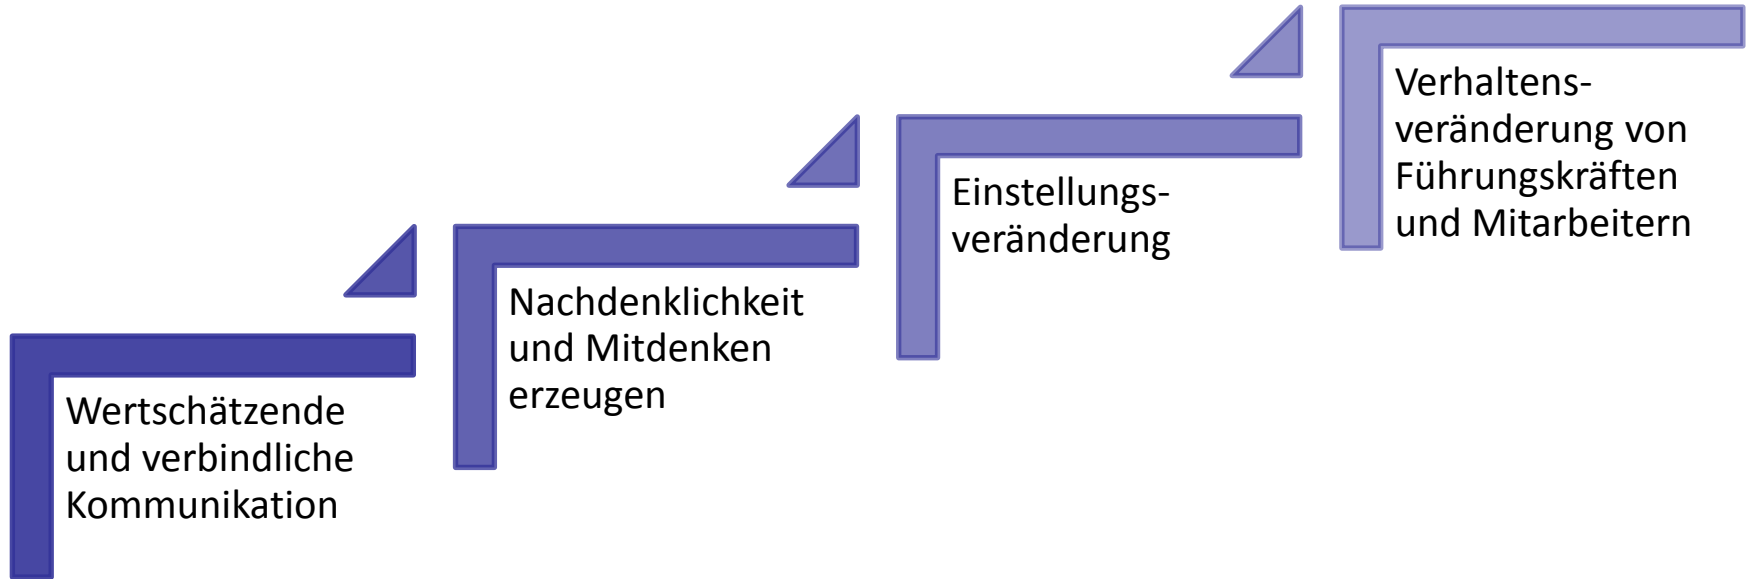 Wertschätzende
und verbindliche
Kommunikation
Nachdenklichkeit
und Mitdenken
erzeugen
Einstellungs-
veränderung
Verhaltens-
veränderung von
Führungskräften
und Mitarbeitern